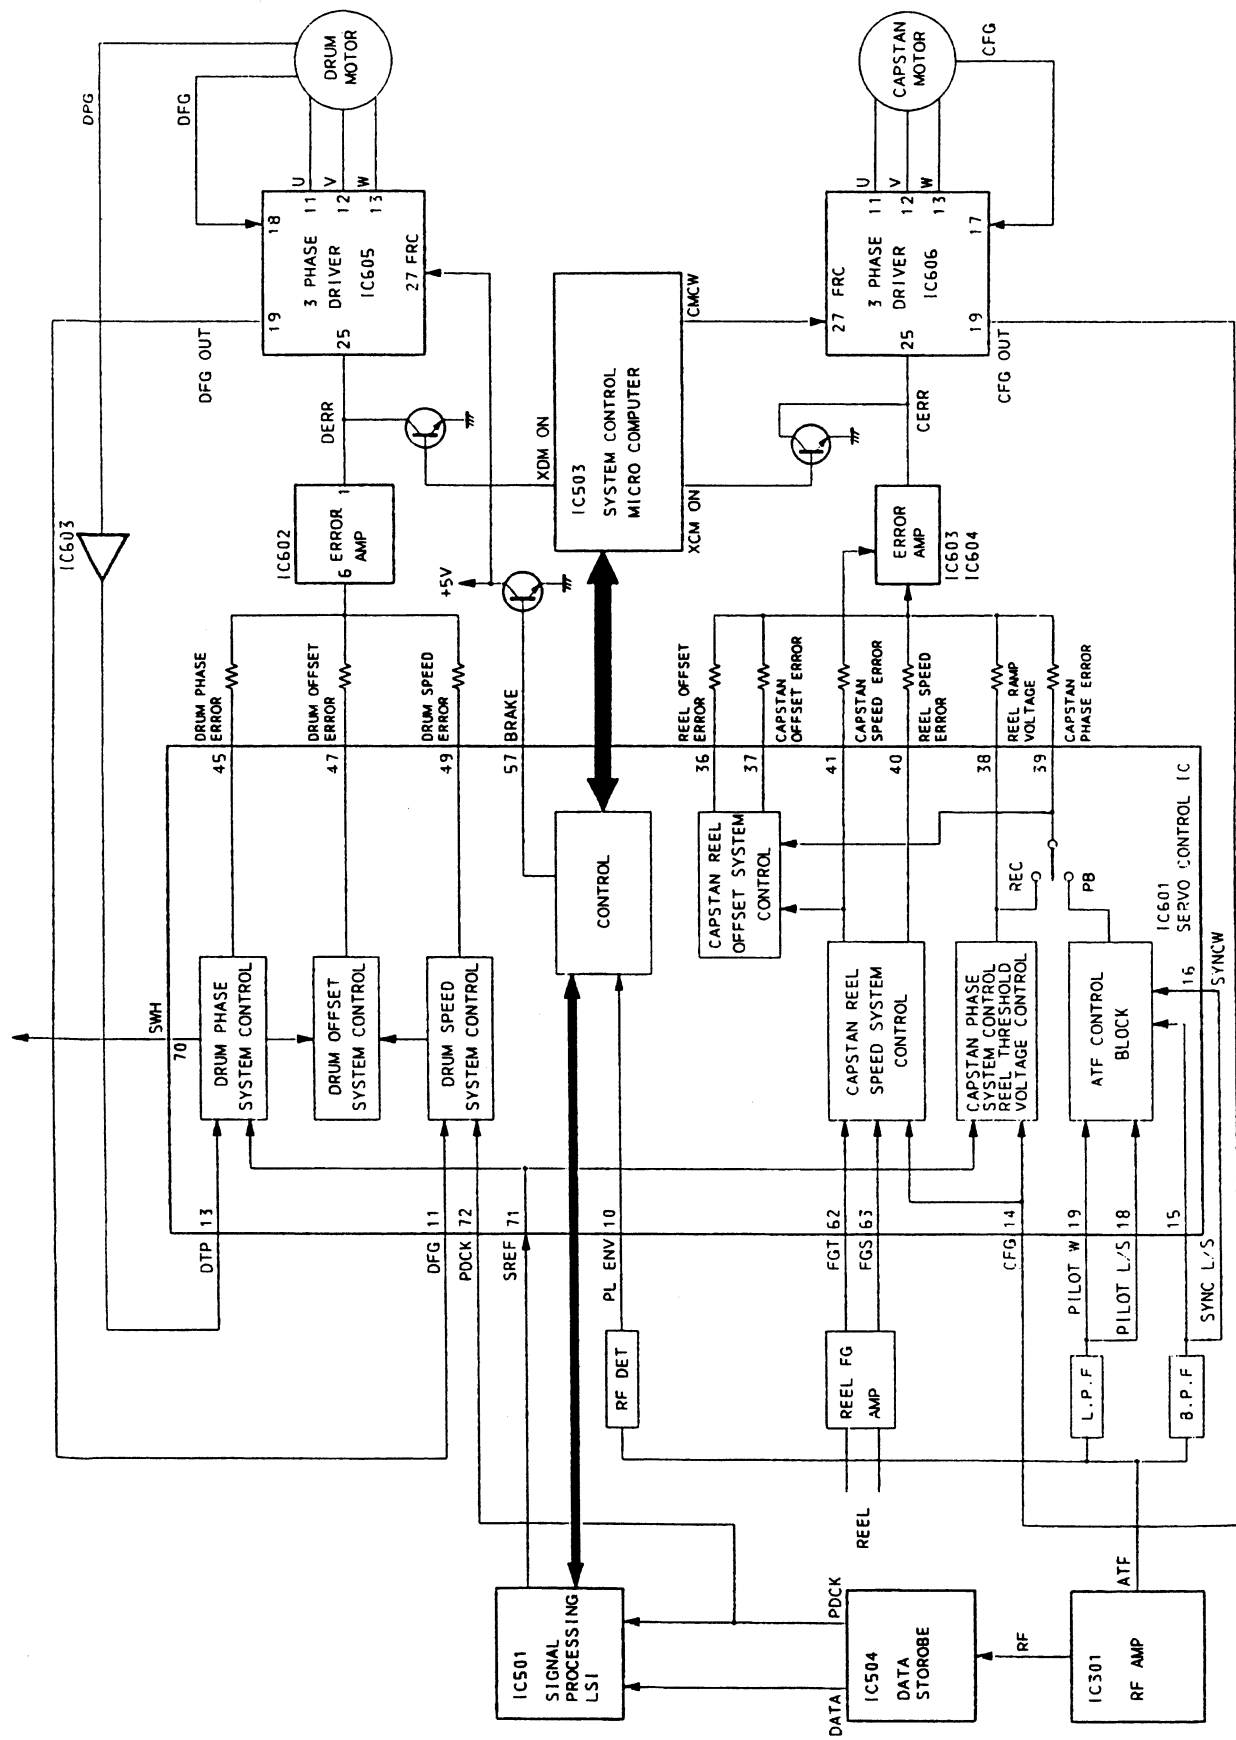 DPG
DFG
DRUM
MOTOR
U
V
W
11
12
13
18
3 PHASE
DRIVER
IC605
27 FRC
19
25
DFG OUT
DERR
CAPSTAN
MOTOR
CFG
U
V
W
11
12
13
17
3 PHASE
DRIVER
IC606
27 FRC
25
19
CFG OUT
CERR
CMCW
XDM ON
IC503
SYSTEM CONTROL
MICRO COMPUTER
XCM ON
IC603
IC602
1
ERROR
AMP
6
+5V
ERROR
AMP
IC603
IC604
DRUM PHASE
ERROR
DRUM OFFSET
ERROR
DRUM SPEED
ERROR
BRAKE
REEL OFFSET
ERROR
CAPSTAN
OFFSET ERROR
CAPSTAN
SPEED ERROR
REEL SPEED
ERROR
REEL RAMP
VOLTAGE
CAPSTAN
PHASE ERROR
45
47
49
57
36
37
41
40
38
39
IC601
SERVO CONTROL IC
CONTROL
CAPSTAN REEL
OFFSET SYSTEM
CONTROL
REC
PB
SWH
70
DRUM PHASE
SYSTEM CONTROL
DRUM OFFSET
SYSTEM CONTROL
DRUM SPEED
SYSTEM CONTROL
CAPSTAN REEL
SPEED SYSTEM
CONTROL
CAPSTAN PHASE
SYSTEM CONTROL
REEL THRESHOLD
VOLTAGE CONTROL
ATF CONTROL
BLOCK
16
SYNCW
DTP 13
DFG 11
PDCK 72
SREF 71
PL ENV 10
FGT 62
FGS 63
CFG 14
PILOT W 19
PILOT L/S 18
15
SYNC L/S
RF DET
REEL FG
AMP
L.P.F
B.P.F
REEL
ATF
IC501
SIGNAL
PROCESSING
LSI
PDCK
DATA
IC504
DATA
STOROBE
RF
IC301
RF AMP